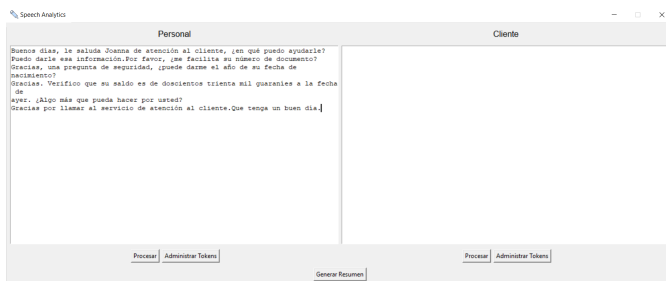 Speech Analytics
Personal
Cliente
Buenos días, le saluda Joanna de atención al cliente, ¿en qué puedo ayudarle?
Puedo darle esa información.Por favor, ¿me facilita su número de documento?
Gracias, una pregunta de seguridad, ¿puede darme el año de su fecha de
nacimiento?
Gracias. Verifico que su saldo es de doscientos treinta mil guaraníes a la fecha
de
ayer. ¿Algo más que pueda hacer por usted?
Gracias por llamar al servicio de atención al cliente.Que tenga un buen día.
Procesar Administrar Tokens
Procesar Administrar Tokens
Generar Resumen